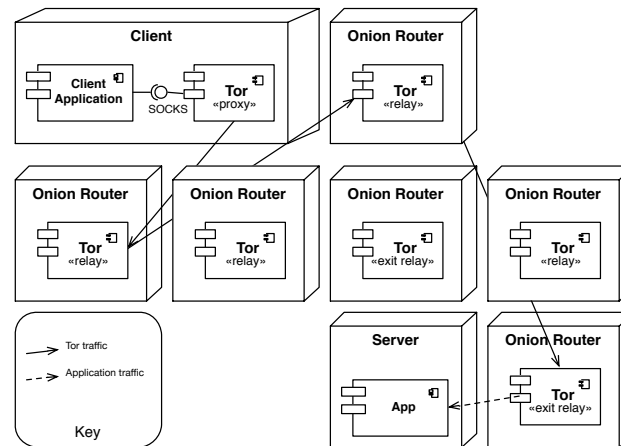 Client
Client
Application
SOCKS
Tor
«proxy»
Onion Router
Tor
«relay»
Onion Router
Tor
«relay»
Onion Router
Tor
«relay»
Onion Router
Tor
«exit relay»
Onion Router
Tor
«relay»
Tor traffic
Application traffic
Key
Server
App
Onion Router
Tor
«exit relay»